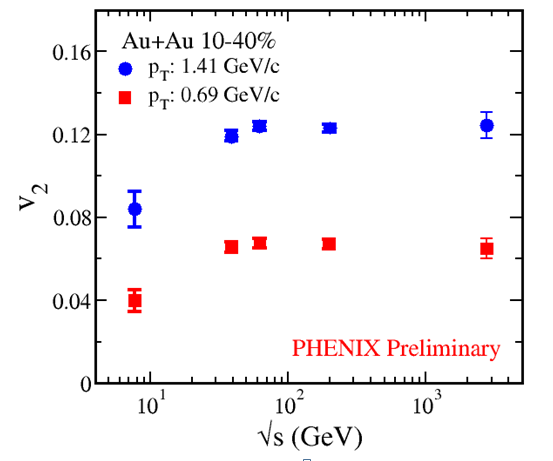 Au+Au 10-40%
p_T: 1.41 GeV/c
p_T: 0.69 GeV/c
0.16
0.12
0.08
0.04
0
v_2
PHENIX Preliminary
10^1
10^2
10^3
√s (GeV)